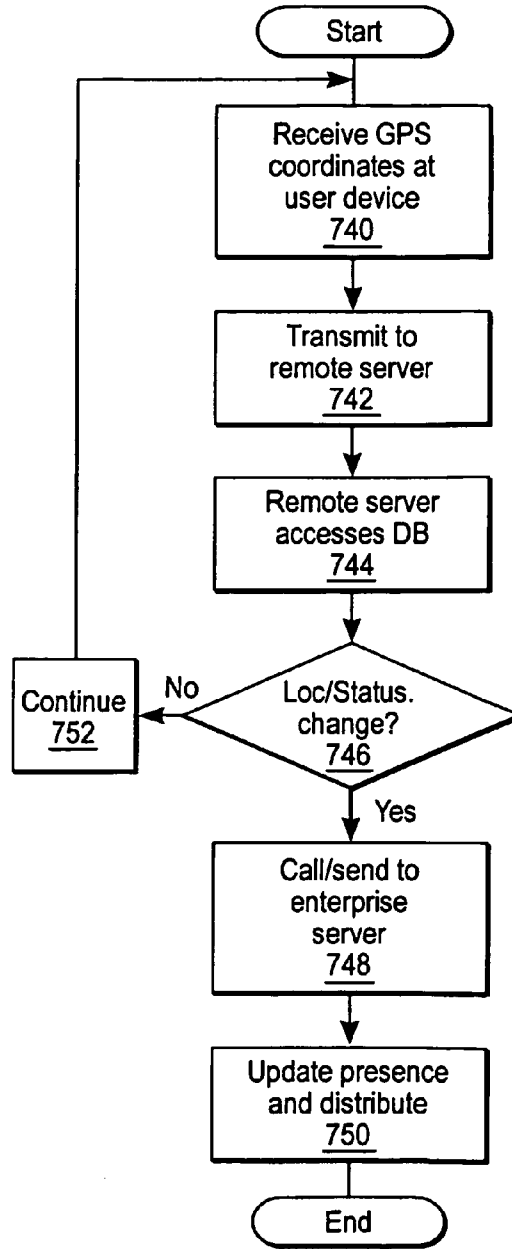 Start
Receive GPS
coordinates at
user device
740
Transmit to
remote server
742
Remote server
accesses DB
744
Loc/Status.
change?
746
No
Continue
752
Yes
Call/send to
enterprise
server
748
Update presence
and distribute
750
End